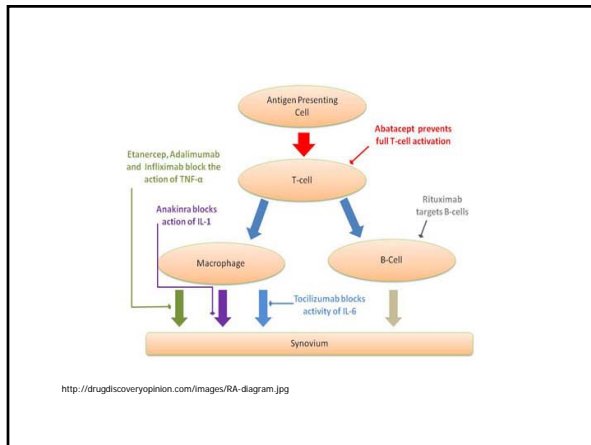 Antigen Presenting
Cell
Abatacept prevents
full T-cell activation
Etanercep, Adalimumab
and Infliximab block the
action of TNF-α
T-cell
Anakinra blocks
action of IL-1
Rituximab
targets B-cells
Macrophage
B-Cell
Tocilizumab blocks
activity of IL-6
Synovium
http://drugdiscoveryopinion.com/images/RA-diagram.jpg